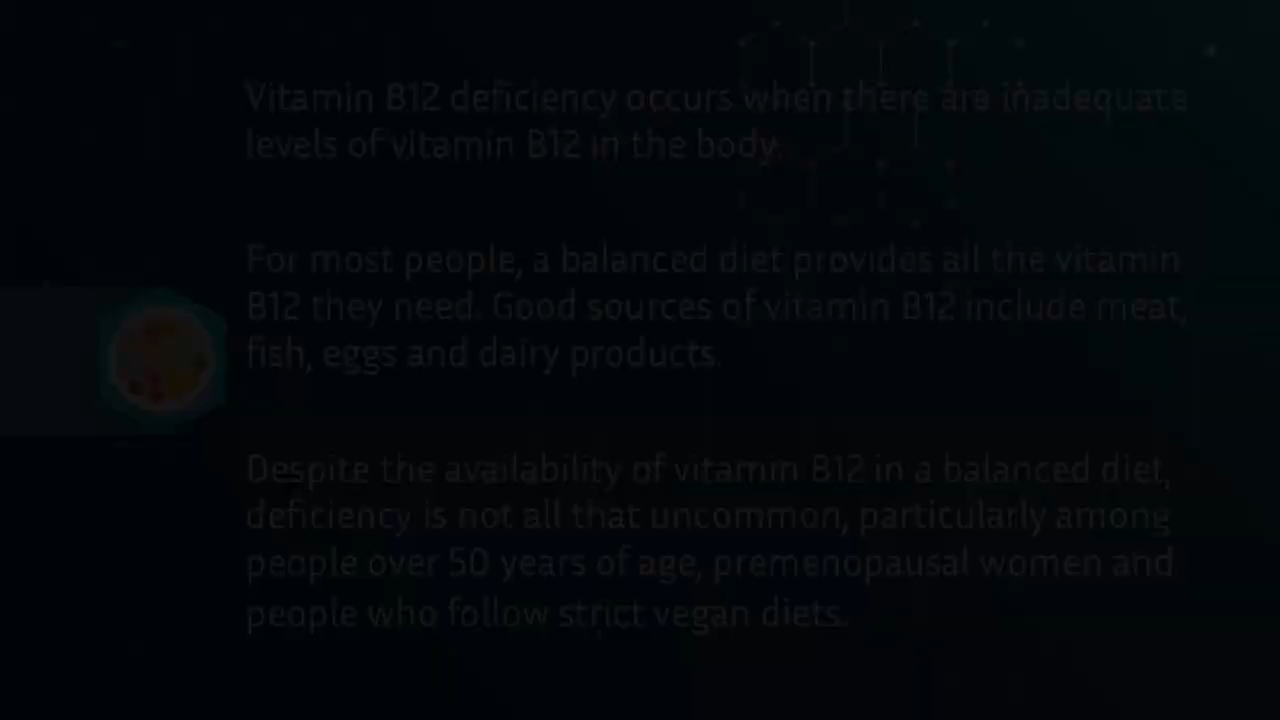 Vitamin B12 deficiency occurs when there are inadequate
levels of vitamin B12 in the body.
For most people, a balanced diet provides all the vitamin
B12 they need. Good sources of vitamin B12 include meat,
fish, eggs and dairy products.
Despite the availability of vitamin B12 in a balanced diet,
deficiency is not all that uncommon, particularly among
people over 50 years of age, premenopausal women and
people who follow strict vegan diets.